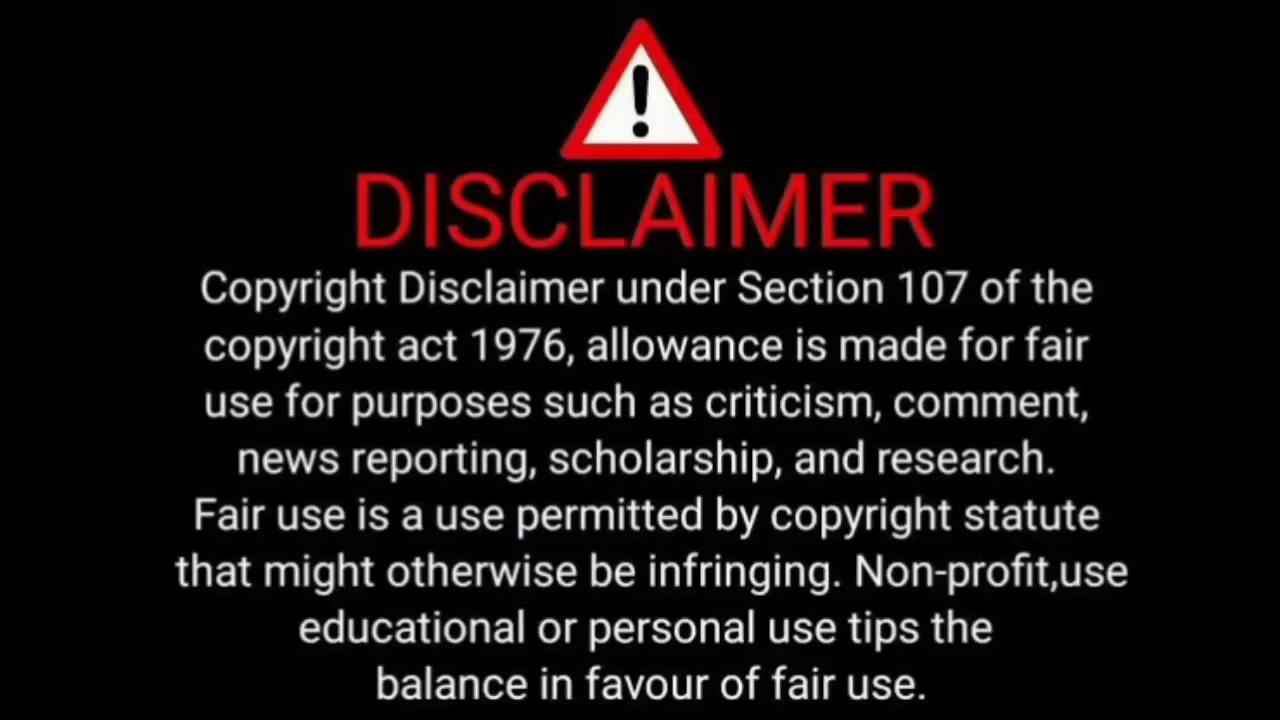 DISCLAIMER
Copyright Disclaimer under Section 107 of the
copyright act 1976, allowance is made for fair
use for purposes such as criticism, comment,
news reporting, scholarship, and research.
Fair use is a use permitted by copyright statute
that might otherwise be infringing. Non-profit,use
educational or personal use tips the
balance in favour of fair use.